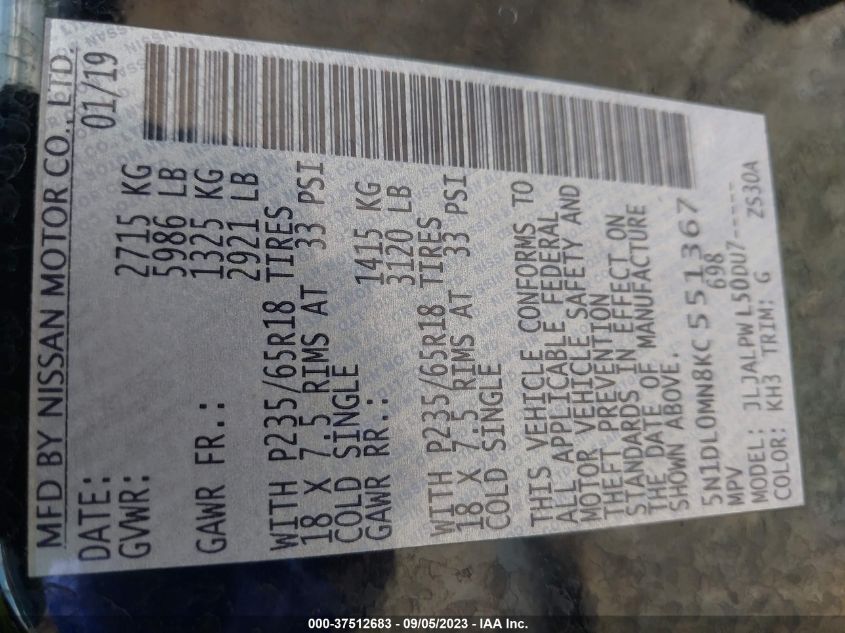 MFD BY NISSAN MOTOR CO., LTD.
DATE: 01/19
GVWR: 2715 KG
5986 LB
GAWR FR.: 1325 KG
2921 LB
WITH P235/65R18 TIRES
18 X 7.5 RIMS AT 33 PSI
COLD SINGLE
GAWR RR.: 1415 KG
3120 LB
WITH P235/65R18 TIRES
18 X 7.5 RIMS AT 33 PSI
COLD SINGLE
THIS VEHICLE CONFORMS TO
ALL APPLICABLE FEDERAL
MOTOR VEHICLE SAFETY AND
THEFT PREVENTION
STANDARDS IN EFFECT ON
THE DATE OF MANUFACTURE
SHOWN ABOVE.
5N1DL0MN8KC551367
MPV 698
MODEL: JLJALPWL50DU7-----
COLOR: KH3 TRIM: G ZS30A
000-37512683 - 09/05/2023 - IAA Inc.